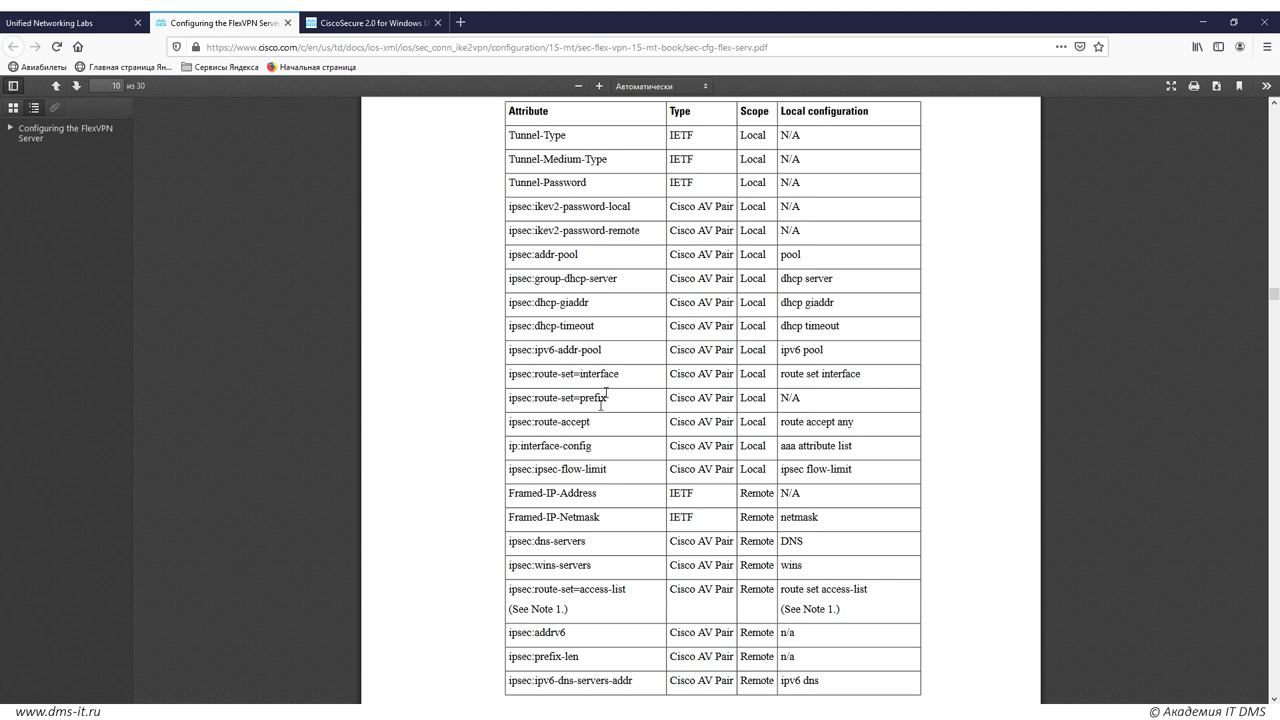 Unified Networking Labs
Configuring the FlexVPN Server
CiscoSecure 2.0 for Windows U
https://www.cisco.com/c/en/us/td/docs/ios-xml/ios/sec_conn_ike2vpn/configuration/15-mt/sec-flex-vpn-15-mt-book/sec-cfg-flex-serv.pdf
Авиабилеты Главная страница Ян... Сервисы Яндекса Начальная страница
10 из 30 Автоматически
Configuring the FlexVPN
Server
Attribute Type Scope Local configuration
Tunnel-Type IETF Local N/A
Tunnel-Medium-Type IETF Local N/A
Tunnel-Password IETF Local N/A
ipsec:ikev2-password-local Cisco AV Pair Local N/A
ipsec:ikev2-password-remote Cisco AV Pair Local N/A
ipsec:addr-pool Cisco AV Pair Local pool
ipsec:group-dhcp-server Cisco AV Pair Local dhcp server
ipsec:dhcp-giaddr Cisco AV Pair Local dhcp giaddr
ipsec:dhcp-timeout Cisco AV Pair Local dhcp timeout
ipsec:ipv6-addr-pool Cisco AV Pair Local ipv6 pool
ipsec:route-set=interface Cisco AV Pair Local route set interface
ipsec:route-set=prefix Cisco AV Pair Local N/A
ipsec:route-accept Cisco AV Pair Local route accept any
ip:interface-config Cisco AV Pair Local aaa attribute list
ipsec:ipsec-flow-limit Cisco AV Pair Local ipsec flow-limit
Framed-IP-Address IETF Remote N/A
Framed-IP-Netmask IETF Remote netmask
ipsec:dns-servers Cisco AV Pair Remote DNS
ipsec:wins-servers Cisco AV Pair Remote wins
ipsec:route-set=access-list Cisco AV Pair Remote route set access-list
(See Note 1.) (See Note 1.)
ipsec:addrv6 Cisco AV Pair Remote n/a
ipsec:prefix-len Cisco AV Pair Remote n/a
ipsec:ipv6-dns-servers-addr Cisco AV Pair Remote ipv6 dns
www.dms-it.ru © Академия IT DMS